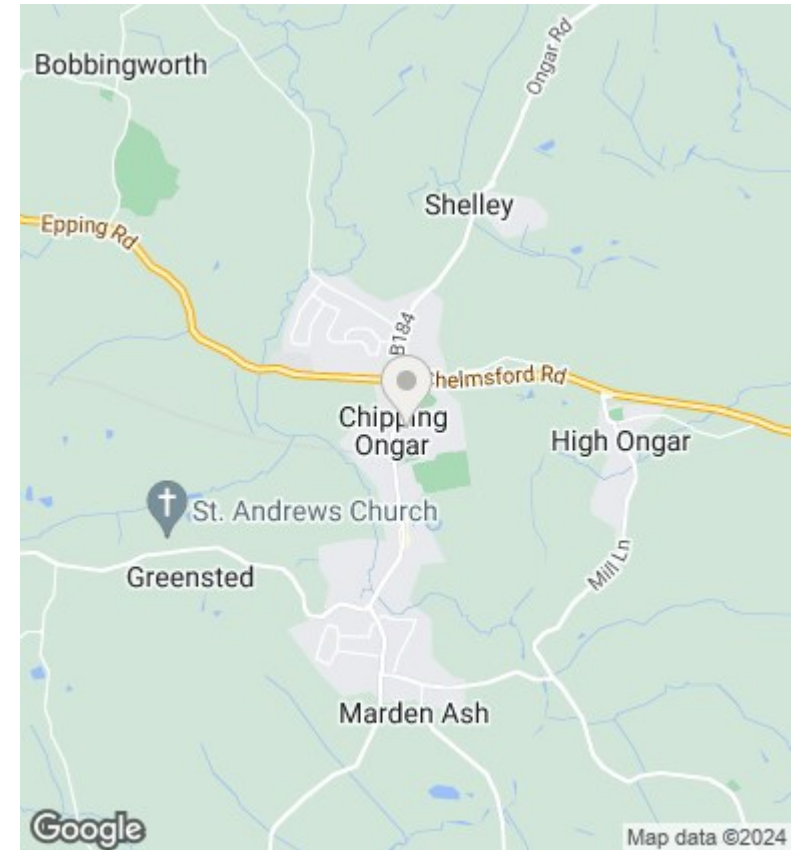 Bobbingworth
Ongar Rd
Shelley
Epping Rd
B184
Chelmsford Rd
Chipping
Ongar
High Ongar
St. Andrews Church
Mill Ln
Greensted
Marden Ash
Google
Map data ©2024